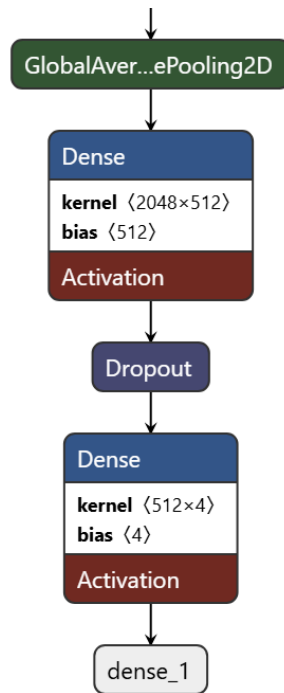 GlobalAver...ePooling2D
Dense
kernel 〈2048×512〉
bias 〈512〉
Activation
Dropout
Dense
kernel 〈512×4〉
bias 〈4〉
Activation
dense_1